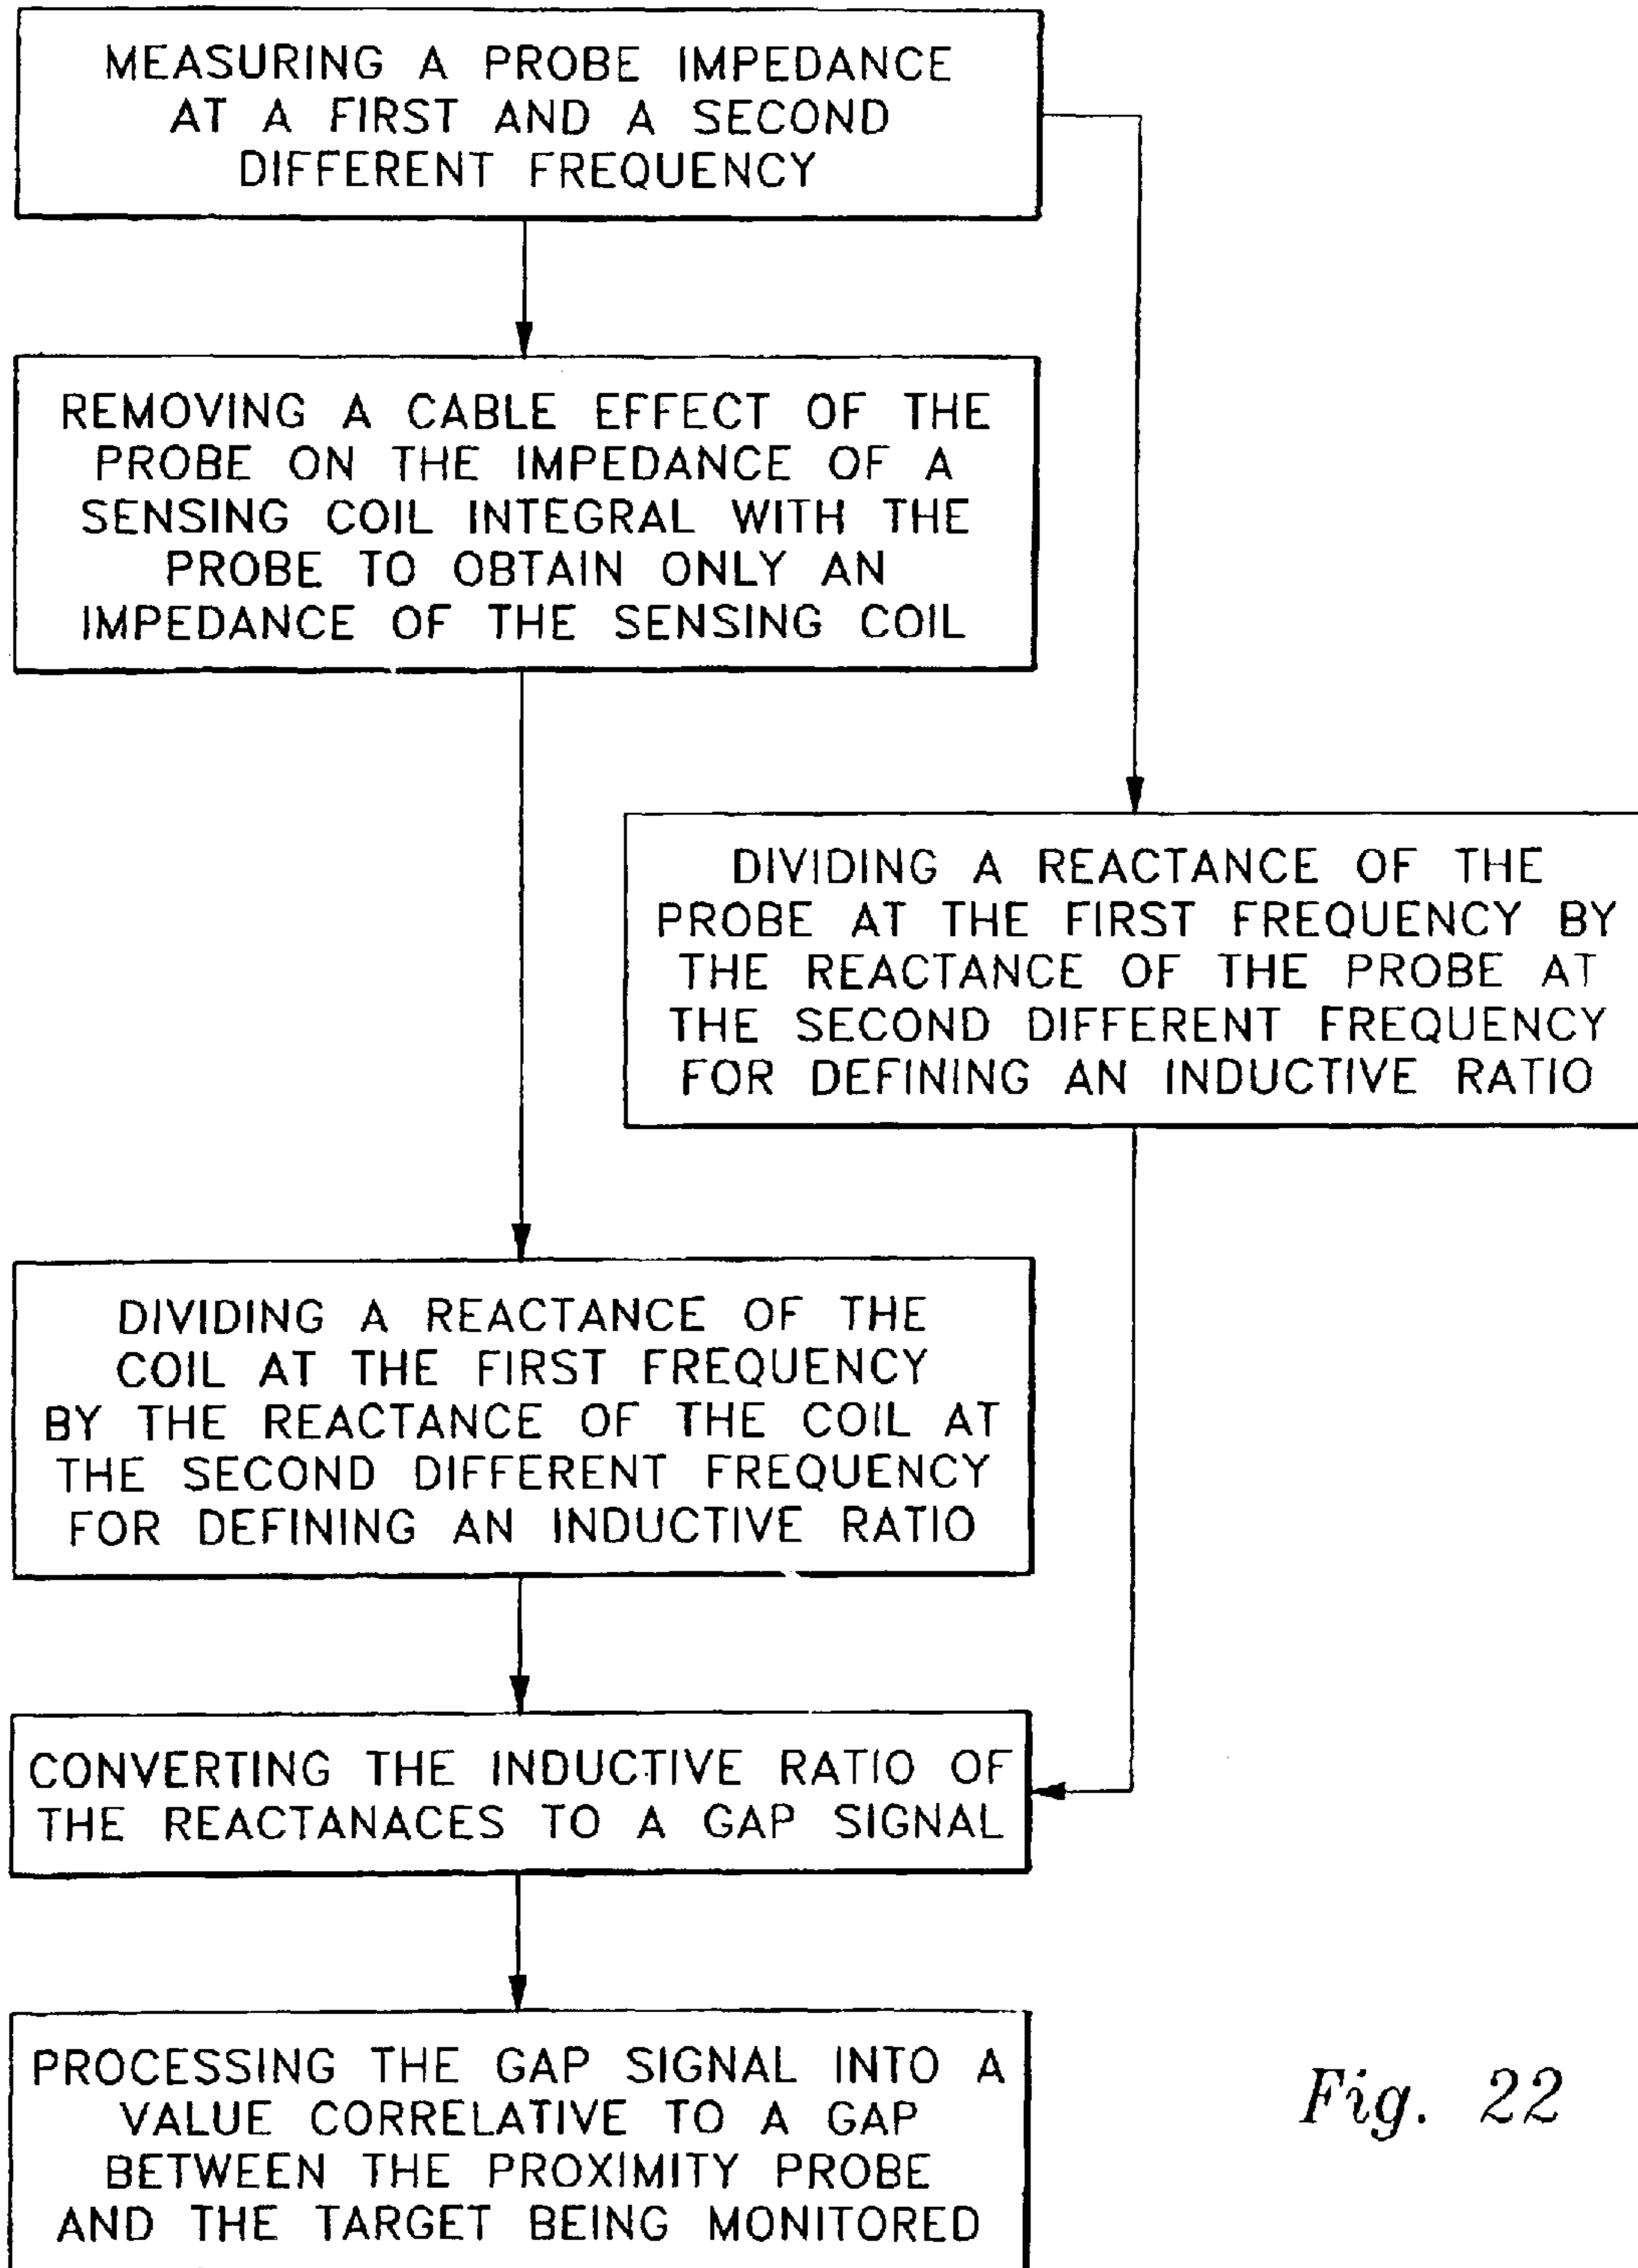 MEASURING A PROBE IMPEDANCE
AT A FIRST AND A SECOND
DIFFERENT FREQUENCY
REMOVING A CABLE EFFECT OF THE
PROBE ON THE IMPEDANCE OF A
SENSING COIL INTEGRAL WITH THE
PROBE TO OBTAIN ONLY AN
IMPEDANCE OF THE SENSING COIL
DIVIDING A REACTANCE OF THE
PROBE AT THE FIRST FREQUENCY BY
THE REACTANCE OF THE PROBE AT
THE SECOND DIFFERENT FREQUENCY
FOR DEFINING AN INDUCTIVE RATIO
DIVIDING A REACTANCE OF THE
COIL AT THE FIRST FREQUENCY
BY THE REACTANCE OF THE COIL AT
THE SECOND DIFFERENT FREQUENCY
FOR DEFINING AN INDUCTIVE RATIO
CONVERTING THE INDUCTIVE RATIO OF
THE REACTANACES TO A GAP SIGNAL
PROCESSING THE GAP SIGNAL INTO A
VALUE CORRELATIVE TO A GAP
BETWEEN THE PROXIMITY PROBE
AND THE TARGET BEING MONITORED
Fig. 22